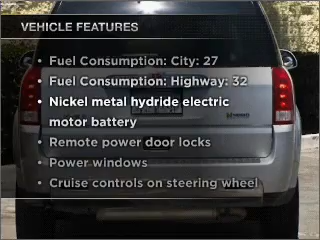 VEHICLE FEATURES
• Fuel Consumption: City: 27
• Fuel Consumption: Highway: 32
• Nickel metal hydride electric
motor battery
• Remote power door locks
• Power windows
• Cruise controls on steering wheel